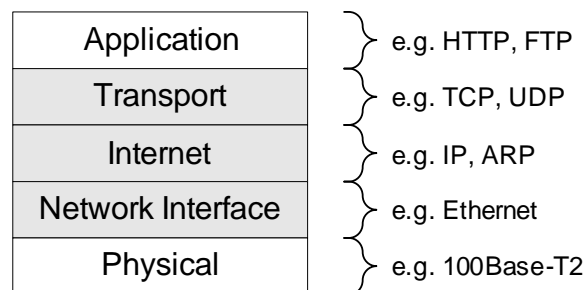 Application e.g. HTTP, FTP
Transport e.g. TCP, UDP
Internet e.g. IP, ARP
Network Interface e.g. Ethernet
Physical e.g. 100Base-T2